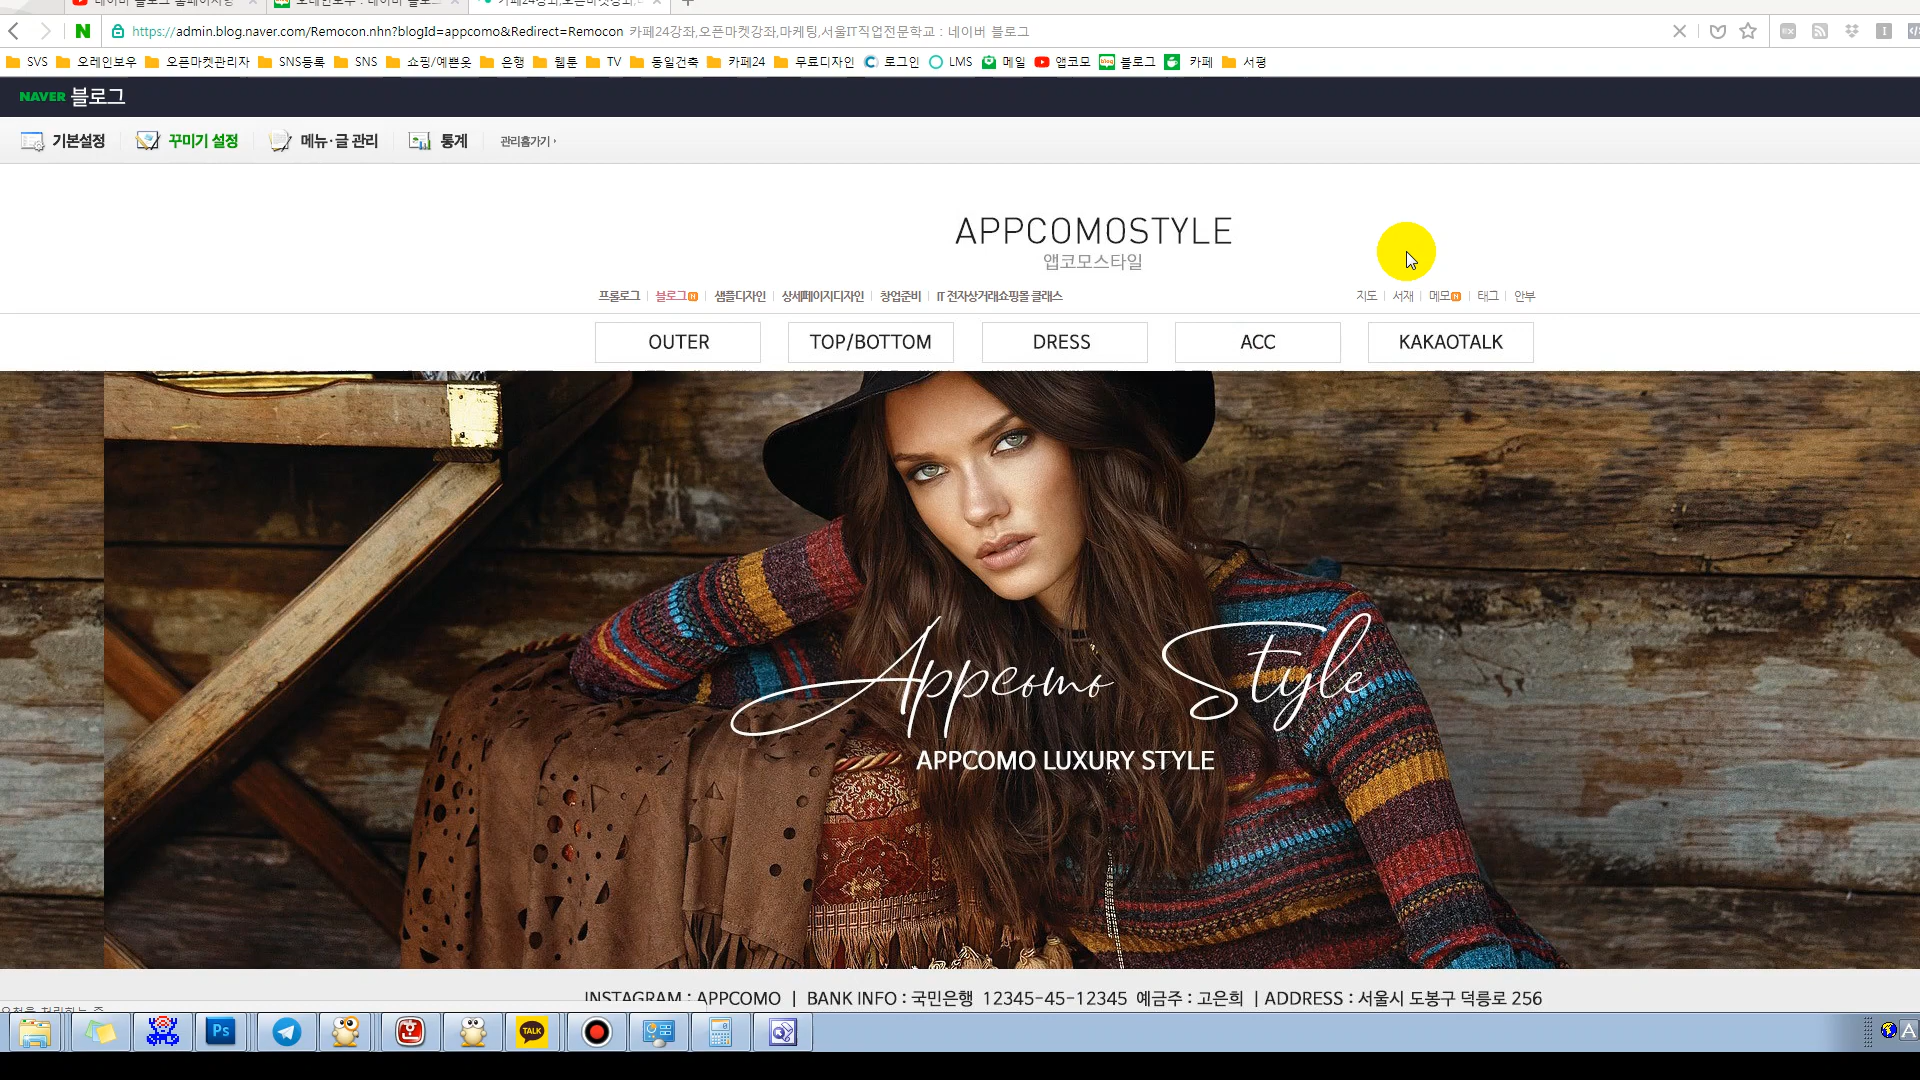 https://admin.blog.naver.com/Remocon.nhn?blogId=appcomo&Redirect=Remocon 카페24강좌,오픈마켓강좌,마케팅,서울IT직업전문학교 : 네이버 블로그
SVS 오레인보우 오픈마켓관리자 SNS등록 SNS 쇼핑/예쁜옷 은행 웹툰 TV 동일건축 카페24 무료디자인 로그인 LMS 메일 앱코모 블로그 카페 서평
NAVER 블로그
기본설정 꾸미기 설정 메뉴·글 관리 통계 관리홈가기
APPCOMOSTYLE
앱코모스타일
프롤로그 블로그 샘플디자인 상세페이지디자인 창업준비 IT 전자상거래쇼핑몰 클래스 지도 서재 메모 태그 안부
OUTER TOP/BOTTOM DRESS ACC KAKAOTALK
Appcomo Style
APPCOMO LUXURY STYLE
INSTAGRAM : APPCOMO | BANK INFO : 국민은행 12345-45-12345 예금주 : 고은희 | ADDRESS : 서울시 도봉구 덕릉로 256
Ps TALK A